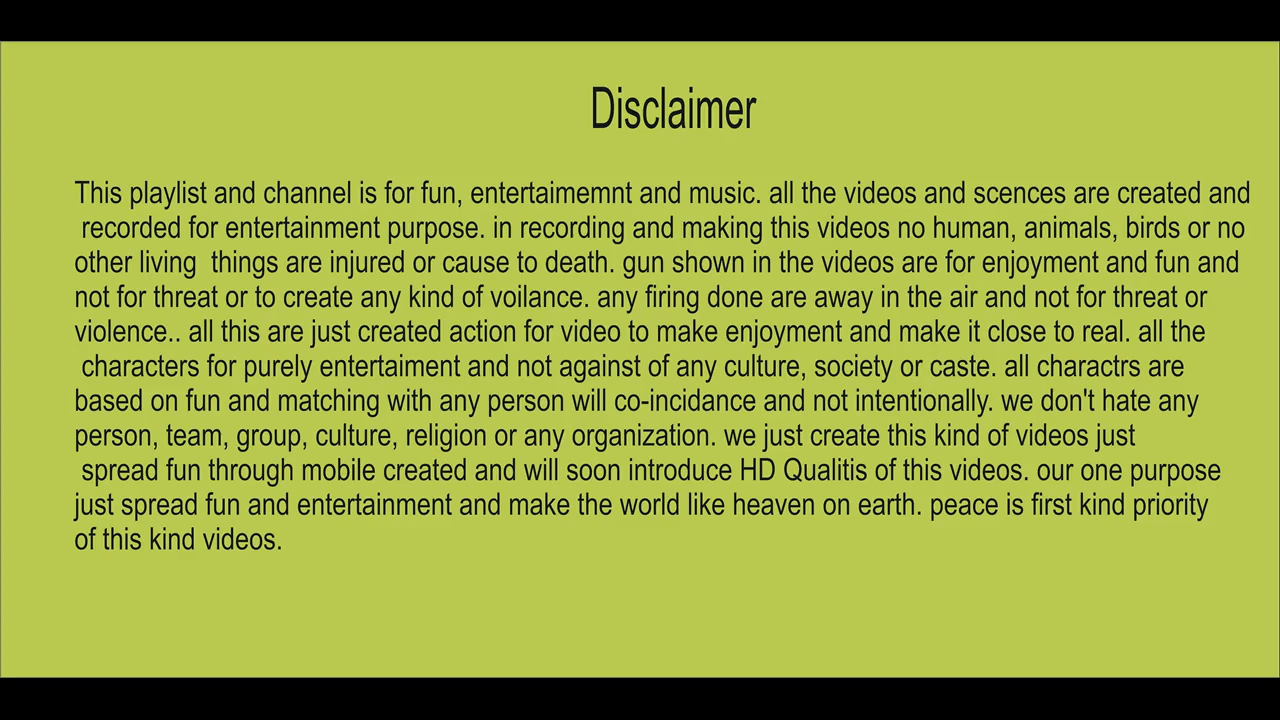 Disclaimer
This playlist and channel is for fun, entertaimemnt and music. all the videos and scences are created and
recorded for entertainment purpose. in recording and making this videos no human, animals, birds or no
other living  things are injured or cause to death. gun shown in the videos are for enjoyment and fun and
not for threat or to create any kind of voilance. any firing done are away in the air and not for threat or
violence.. all this are just created action for video to make enjoyment and make it close to real. all the
characters for purely entertaiment and not against of any culture, society or caste. all charactrs are
based on fun and matching with any person will co-incidance and not intentionally. we don't hate any
person, team, group, culture, religion or any organization. we just create this kind of videos just
spread fun through mobile created and will soon introduce HD Qualitis of this videos. our one purpose
just spread fun and entertainment and make the world like heaven on earth. peace is first kind priority
of this kind videos.